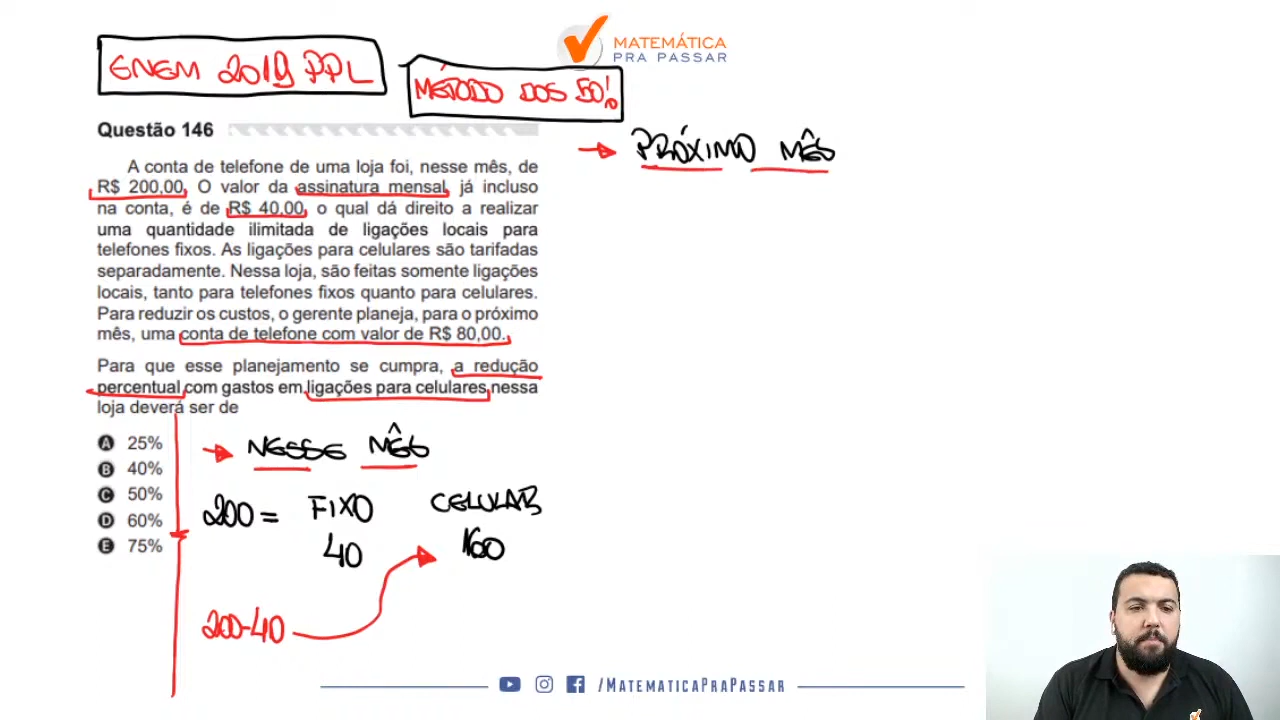 ENEM 2019 PPL
MÉTODO DOS 50!
MATEMÁTICA
PRA PASSAR
Questão 146
A conta de telefone de uma loja foi, nesse mês, de
R$ 200,00. O valor da assinatura mensal, já incluso
na conta, é de R$ 40,00, o qual dá direito a realizar
uma quantidade ilimitada de ligações locais para
telefones fixos. As ligações para celulares são tarifadas
separadamente. Nessa loja, são feitas somente ligações
locais, tanto para telefones fixos quanto para celulares.
Para reduzir os custos, o gerente planeja, para o próximo
mês, uma conta de telefone com valor de R$ 80,00.
Para que esse planejamento se cumpra, a redução
percentual com gastos em ligações para celulares nessa
loja deverá ser de
A 25%
B 40%
C 50%
D 60%
E 75%
NESSE MÊS
200 = FIXO CELULAR
40 160
200-40
PRÓXIMO MÊS
/MATEMATICAPRAPASSAR